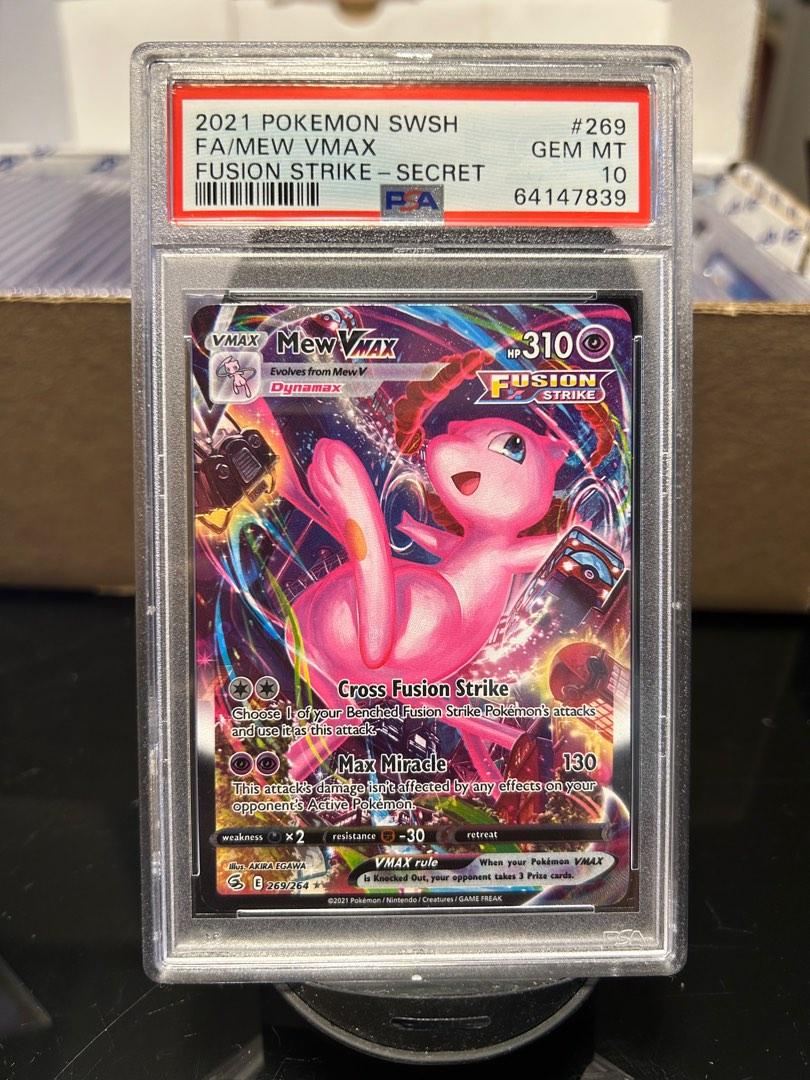 2021 POKEMON SWSH #269
FA/MEW VMAX GEM MT
FUSION STRIKE-SECRET 10
PSA 64147839
VMAX Mew VMAX HP 310
Evolves from Mew V
Dynamax
FUSION
STRIKE
Cross Fusion Strike
Choose 1 of your Benched Fusion Strike Pokémon's attacks
and use it as this attack.
Max Miracle 130
This attack's damage isn't affected by any effects on your
opponent's Active Pokémon.
weakness ×2 resistance -30 retreat
Illus. AKIRA EGAWA
VMAX rule When your Pokémon VMAX
is Knocked Out, your opponent takes 3 Prize cards.
E 269/264 ★★
©2021 Pokémon / Nintendo / Creatures / GAME FREAK
PSA